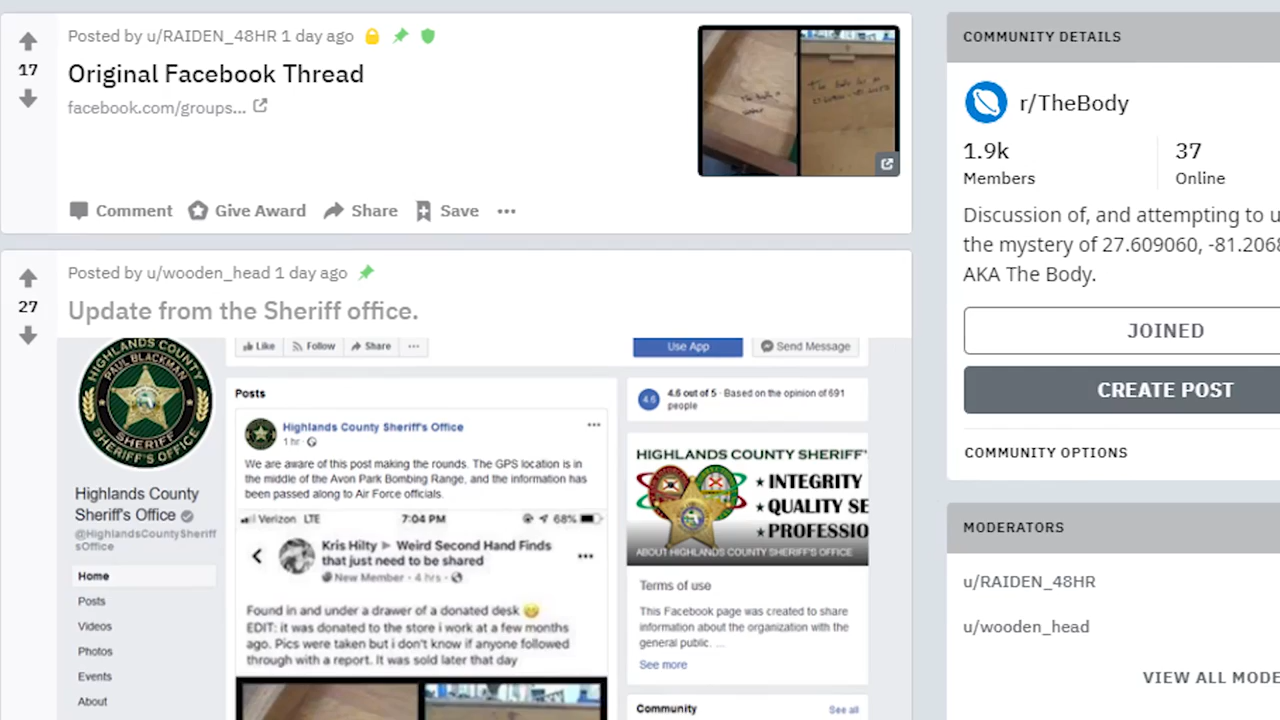 Posted by u/RAIDEN_48HR 1 day ago
17
Original Facebook Thread
facebook.com/groups...
Comment Give Award Share Save ...
Posted by u/wooden_head 1 day ago
27
Update from the Sheriff office.
HIGHLANDS COUNTY
PAUL BLACKMAN
SHERIFF
SHERIFF'S OFFICE
Highlands County
Sheriff's Office
@HighlandsCountySheriff
sOffice
Home
Posts
Videos
Photos
Events
About
Like Follow Share ...
Use App Send Message
Posts
Highlands County Sheriff's Office ...
1 hr ·
We are aware of this post making the rounds. The GPS location is in
the middle of the Avon Park Bombing Range, and the information has
been passed along to Air Force officials.
Verizon LTE 7:04 PM 68%
Kris Hilty ▸ Weird Second Hand Finds
that just need to be shared ...
New Member · 4 hrs ·
Found in and under a drawer of a donated desk
EDIT: it was donated to the store i work at a few months
ago. Pics were taken but i don't know if anyone followed
through with a report. It was sold later that day
4.6 4.6 out of 5 · Based on the opinion of 691
people
HIGHLANDS COUNTY SHERIFF'
★ INTEGRITY
★ QUALITY SE
★ PROFESSIO
ABOUT HIGHLANDS COUNTY SHERIFF'S OFFICE
Terms of use
This Facebook page was created to share
information about the organization with the
general public. ...
See more
Community See all
COMMUNITY DETAILS
r/TheBody
1.9k 37
Members Online
Discussion of, and attempting to u
the mystery of 27.609060, -81.2068
AKA The Body.
JOINED
CREATE POST
COMMUNITY OPTIONS
MODERATORS
u/RAIDEN_48HR
u/wooden_head
VIEW ALL MODE